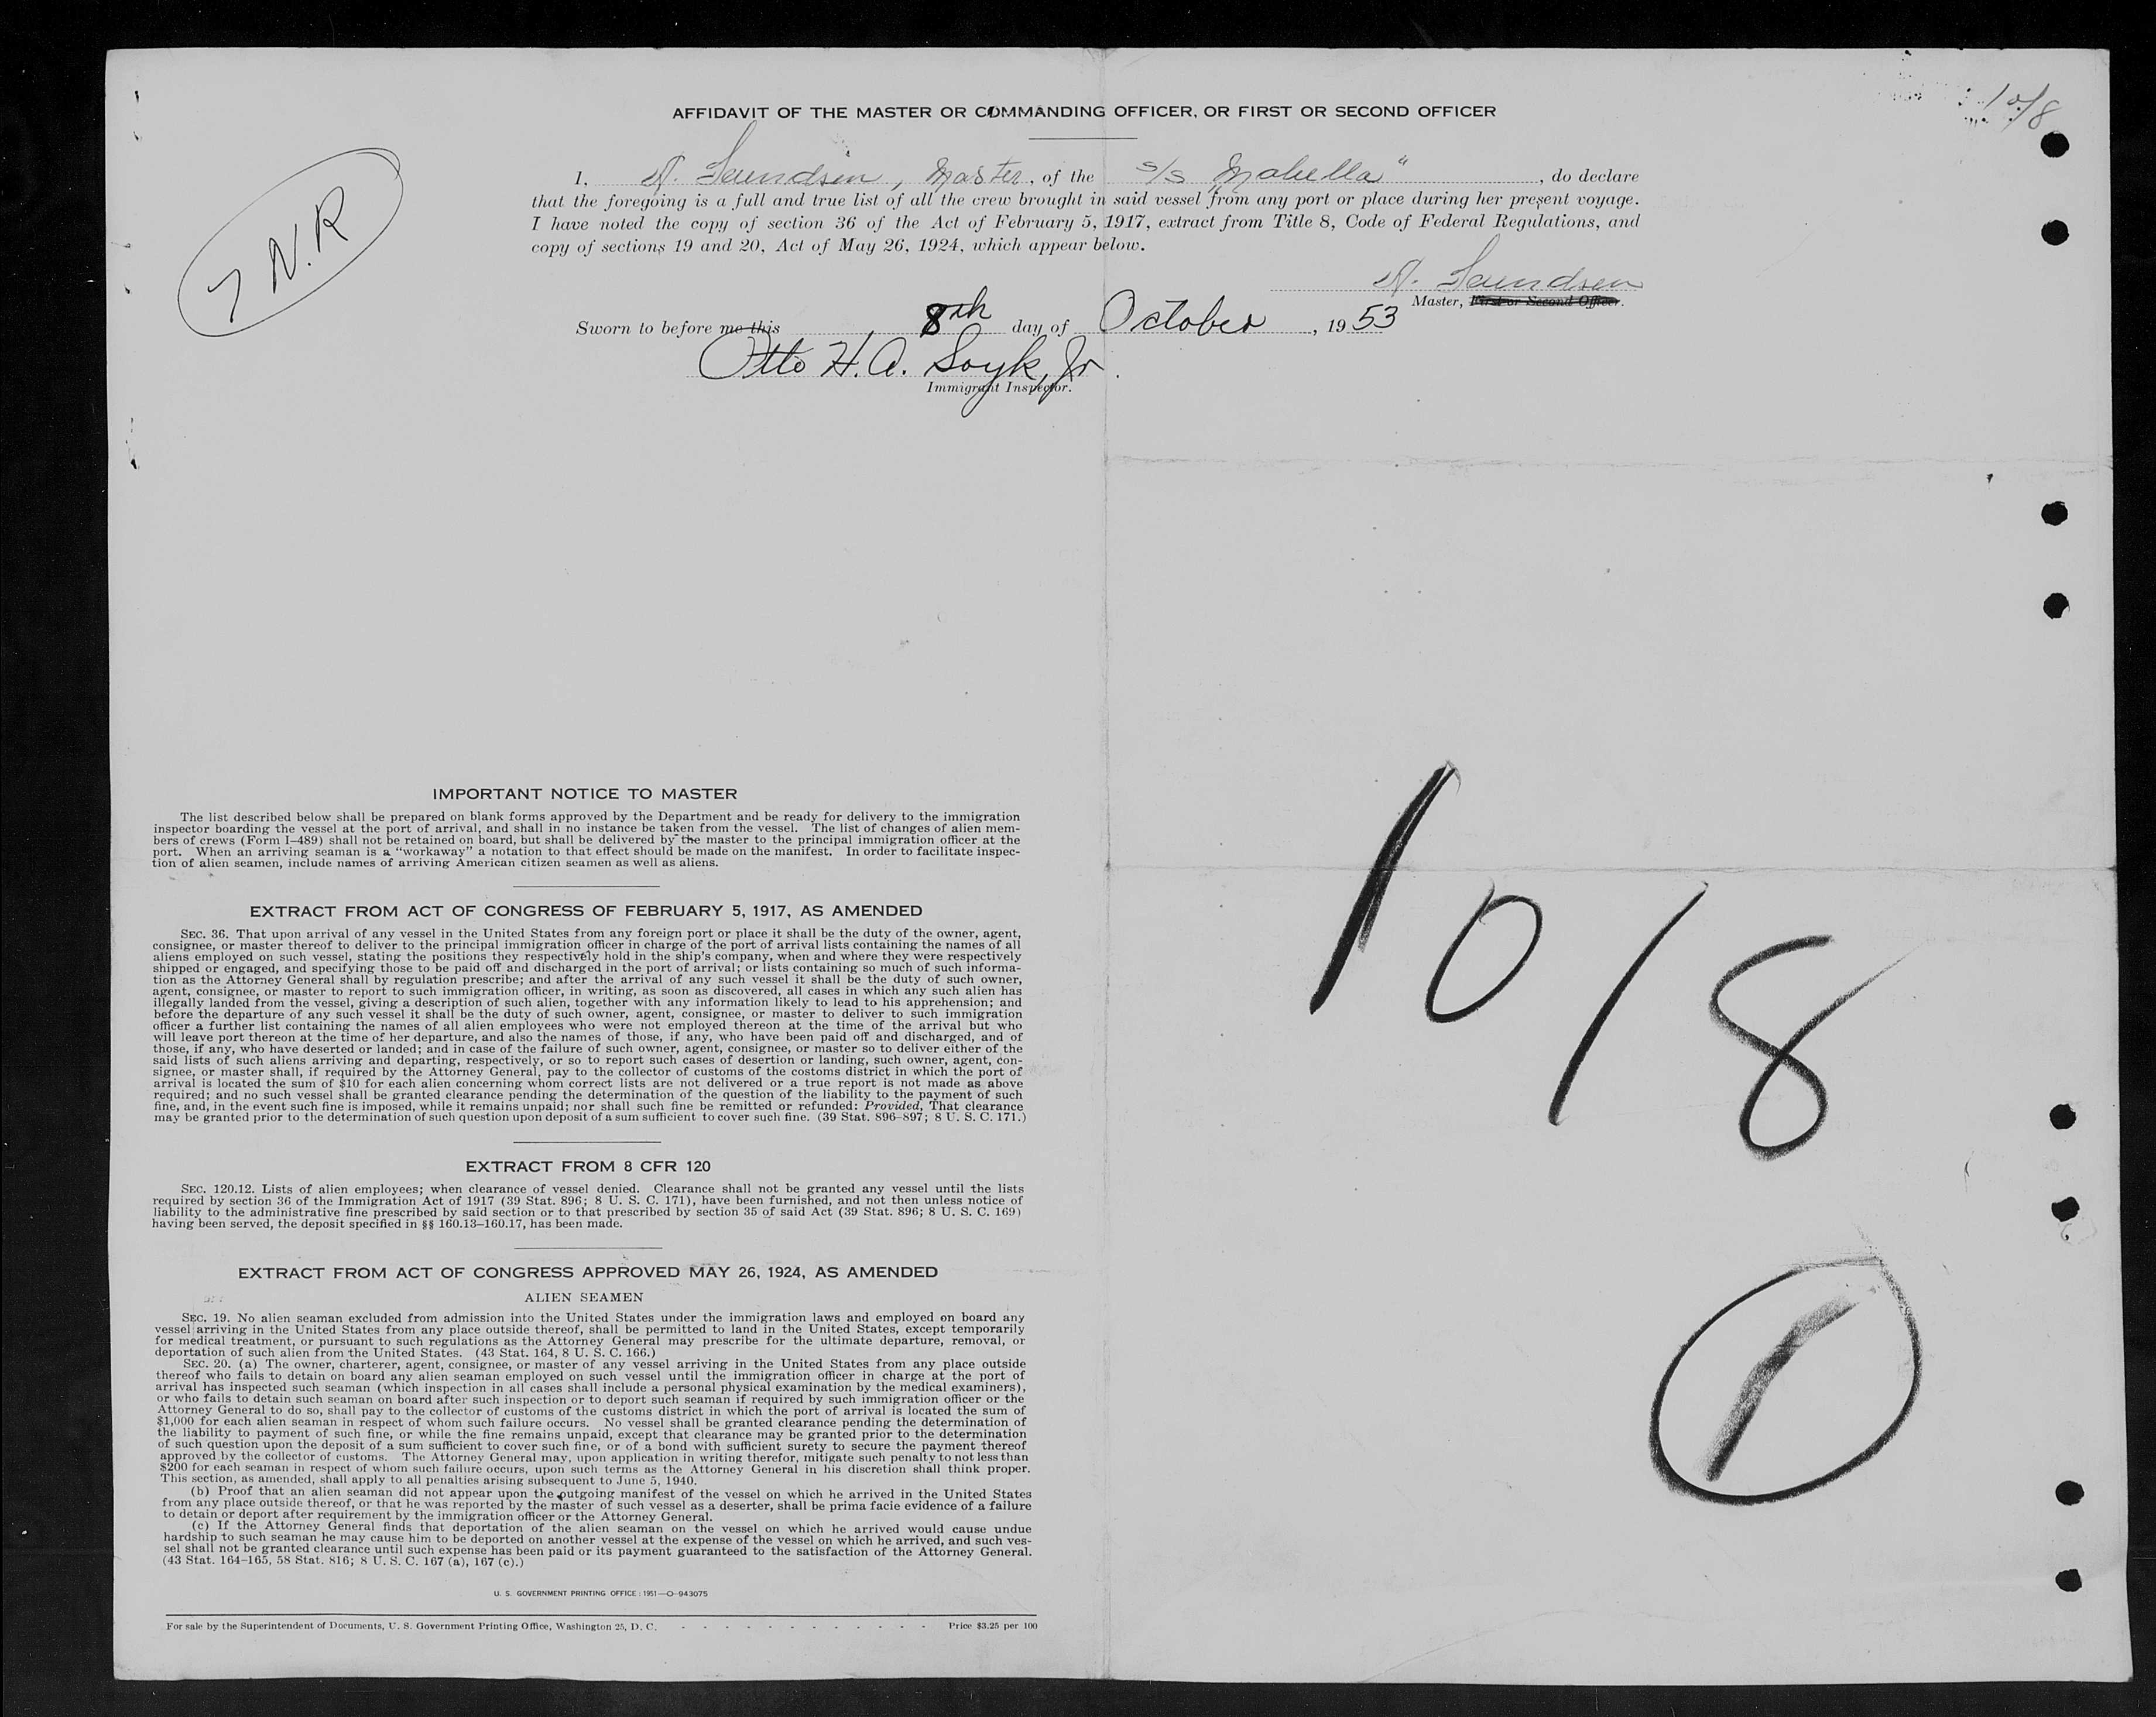 10/8
AFFIDAVIT OF THE MASTER OR COMMANDING OFFICER, OR FIRST OR SECOND OFFICER
7 N.R
I, N. , Master, of the s/s "Mabella", do declare
that the foregoing is a full and true list of all the crew brought in said vessel from any port or place during her present voyage.
I have noted the copy of section 36 of the Act of February 5, 1917, extract from Title 8, Code of Federal Regulations, and
copy of sections 19 and 20, Act of May 26, 1924, which appear below.
N.
Master, First or Second Officer.
Sworn to before me this 8th day of October, 1953
Otto H. A. Soyk, Jr.
Immigrant Inspector.
IMPORTANT NOTICE TO MASTER
The list described below shall be prepared on blank forms approved by the Department and be ready for delivery to the immigration
inspector boarding the vessel at the port of arrival, and shall in no instance be taken from the vessel. The list of changes of alien mem-
bers of crews (Form I–489) shall not be retained on board, but shall be delivered by the master to the principal immigration officer at the
port. When an arriving seaman is a "workaway" a notation to that effect should be made on the manifest. In order to facilitate inspec-
tion of alien seamen, include names of arriving American citizen seamen as well as aliens.
EXTRACT FROM ACT OF CONGRESS OF FEBRUARY 5, 1917, AS AMENDED
SEC. 36. That upon arrival of any vessel in the United States from any foreign port or place it shall be the duty of the owner, agent,
consignee, or master thereof to deliver to the principal immigration officer in charge of the port of arrival lists containing the names of all
aliens employed on such vessel, stating the positions they respectively hold in the ship's company, when and where they were respectively
shipped or engaged, and specifying those to be paid off and discharged in the port of arrival; or lists containing so much of such informa-
tion as the Attorney General shall by regulation prescribe; and after the arrival of any such vessel it shall be the duty of such owner,
agent, consignee, or master to report to such immigration officer, in writing, as soon as discovered, all cases in which any such alien has
illegally landed from the vessel, giving a description of such alien, together with any information likely to lead to his apprehension; and
before the departure of any such vessel it shall be the duty of such owner, agent, consignee, or master to deliver to such immigration
officer a further list containing the names of all alien employees who were not employed thereon at the time of the arrival but who
will leave port thereon at the time of her departure, and also the names of those, if any, who have been paid off and discharged, and of
those, if any, who have deserted or landed; and in case of the failure of such owner, agent, consignee, or master so to deliver either of the
said lists of such aliens arriving and departing, respectively, or so to report such cases of desertion or landing, such owner, agent, con-
signee, or master shall, if required by the Attorney General, pay to the collector of customs of the costoms district in which the port of
arrival is located the sum of $10 for each alien concerning whom correct lists are not delivered or a true report is not made as above
required; and no such vessel shall be granted clearance pending the determination of the question of the liability to the payment of such
fine, and, in the event such fine is imposed, while it remains unpaid; nor shall such fine be remitted or refunded: Provided, That clearance
may be granted prior to the determination of such question upon deposit of a sum sufficient to cover such fine. (39 Stat. 896–897; 8 U. S. C. 171.)
EXTRACT FROM 8 CFR 120
SEC. 120.12. Lists of alien employees; when clearance of vessel denied. Clearance shall not be granted any vessel until the lists
required by section 36 of the Immigration Act of 1917 (39 Stat. 896; 8 U. S. C. 171), have been furnished, and not then unless notice of
liability to the administrative fine prescribed by said section or to that prescribed by section 35 of said Act (39 Stat. 896; 8 U. S. C. 169)
having been served, the deposit specified in §§ 160.13–160.17, has been made.
EXTRACT FROM ACT OF CONGRESS APPROVED MAY 26, 1924, AS AMENDED
ALIEN SEAMEN
SEC. 19. No alien seaman excluded from admission into the United States under the immigration laws and employed on board any
vessel arriving in the United States from any place outside thereof, shall be permitted to land in the United States, except temporarily
for medical treatment, or pursuant to such regulations as the Attorney General may prescribe for the ultimate departure, removal, or
deportation of such alien from the United States. (43 Stat. 164, 8 U. S. C. 166.)
SEC. 20. (a) The owner, charterer, agent, consignee, or master of any vessel arriving in the United States from any place outside
thereof who fails to detain on board any alien seaman employed on such vessel until the immigration officer in charge at the port of
arrival has inspected such seaman (which inspection in all cases shall include a personal physical examination by the medical examiners),
or who fails to detain such seaman on board after such inspection or to deport such seaman if required by such immigration officer or the
Attorney General to do so, shall pay to the collector of customs of the customs district in which the port of arrival is located the sum of
$1,000 for each alien seaman in respect of whom such failure occurs. No vessel shall be granted clearance pending the determination of
the liability to payment of such fine, or while the fine remains unpaid, except that clearance may be granted prior to the determination
of such question upon the deposit of a sum sufficient to cover such fine, or of a bond with sufficient surety to secure the payment thereof
approved by the collector of customs. The Attorney General may, upon application in writing therefor, mitigate such penalty to not less than
$200 for each seaman in respect of whom such failure occurs, upon such terms as the Attorney General in his discretion shall think proper.
This section, as amended, shall apply to all penalties arising subsequent to June 5, 1940.
(b) Proof that an alien seaman did not appear upon the outgoing manifest of the vessel on which he arrived in the United States
from any place outside thereof, or that he was reported by the master of such vessel as a deserter, shall be prima facie evidence of a failure
to detain or deport after requirement by the immigration officer or the Attorney General.
(c) If the Attorney General finds that deportation of the alien seaman on the vessel on which he arrived would cause undue
hardship to such seaman he may cause him to be deported on another vessel at the expense of the vessel on which he arrived, and such ves-
sel shall not be granted clearance until such expense has been paid or its payment guaranteed to the satisfaction of the Attorney General.
(43 Stat. 164–165, 58 Stat. 816; 8 U. S. C. 167 (a), 167 (c).)
U. S. GOVERNMENT PRINTING OFFICE : 1951—O–943075
For sale by the Superintendent of Documents, U. S. Government Printing Office, Washington 25, D. C. - - - - - - - - - - - - Price $3.25 per 100
10/8
1